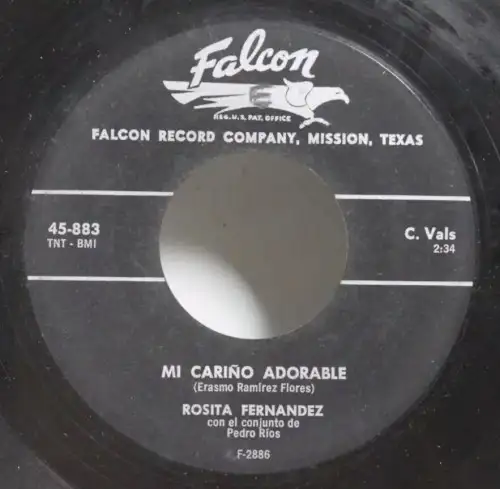 Falcon
REG. U.S. PAT. OFFICE
FALCON RECORD COMPANY, MISSION, TEXAS
45-883
TNT - BMI
C. Vals
2:34
MI CARIÑO ADORABLE
(Erasmo Ramírez Flores)
ROSITA FERNANDEZ
con el conjunto de
Pedro Ríos
F-2886